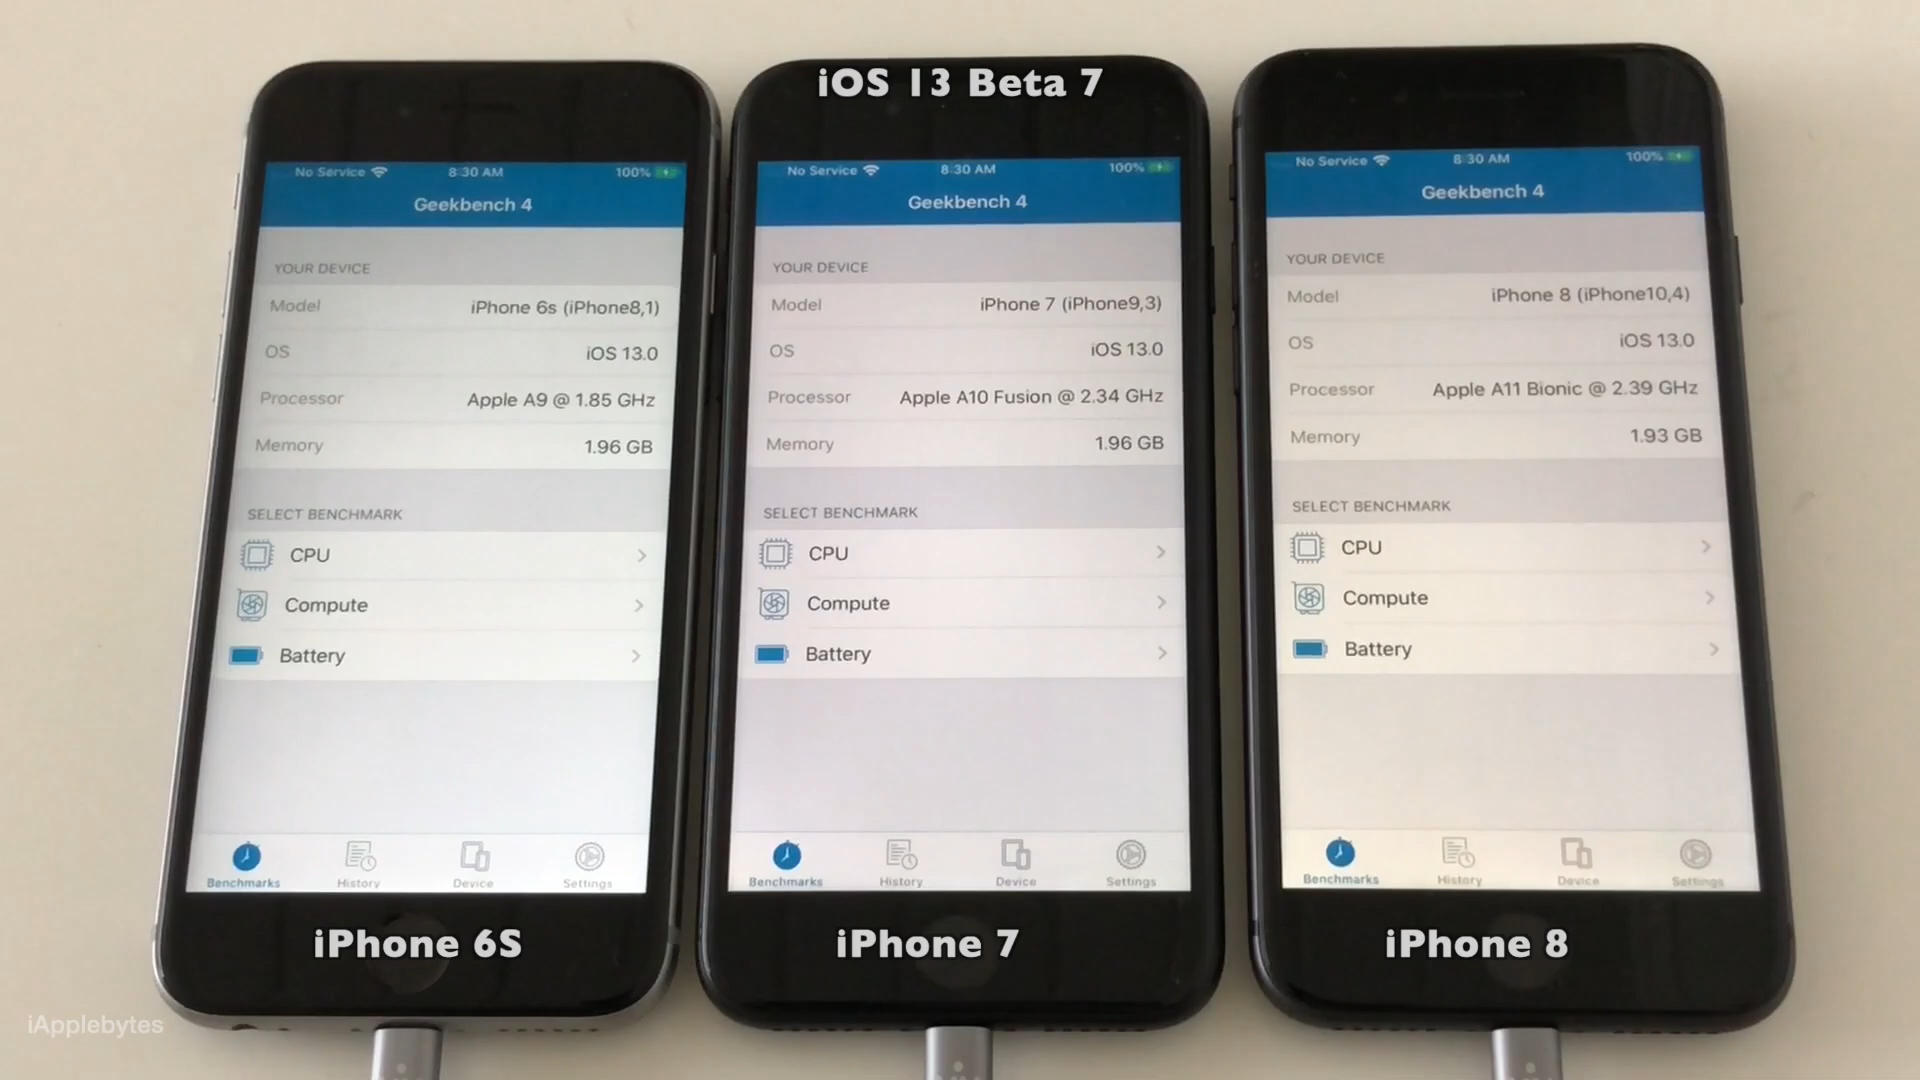 iOS 13 Beta 7
No Service 8:30 AM 100%
Geekbench 4
YOUR DEVICE
Model iPhone 6s (iPhone8,1)
OS iOS 13.0
Processor Apple A9 @ 1.85 GHz
Memory 1.96 GB
SELECT BENCHMARK
CPU
Compute
Battery
Benchmarks History Device Settings
iPhone 6S
No Service 8:30 AM 100%
Geekbench 4
YOUR DEVICE
Model iPhone 7 (iPhone9,3)
OS iOS 13.0
Processor Apple A10 Fusion @ 2.34 GHz
Memory 1.96 GB
SELECT BENCHMARK
CPU
Compute
Battery
Benchmarks History Device Settings
iPhone 7
No Service 8:30 AM 100%
Geekbench 4
YOUR DEVICE
Model iPhone 8 (iPhone10,4)
OS iOS 13.0
Processor Apple A11 Bionic @ 2.39 GHz
Memory 1.93 GB
SELECT BENCHMARK
CPU
Compute
Battery
Benchmarks History Device Settings
iPhone 8
iApplebytes